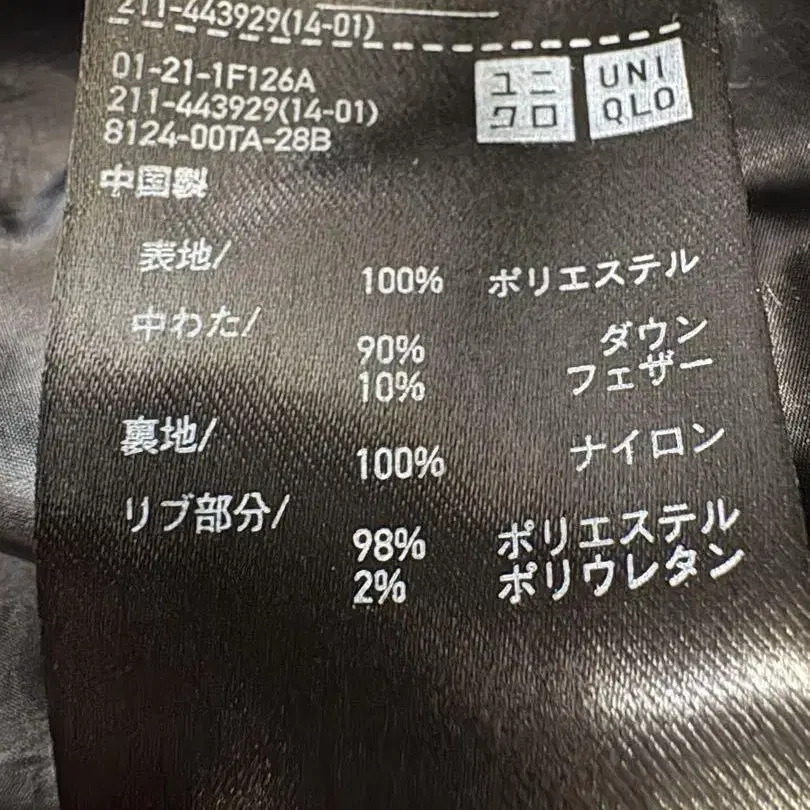 211-443929(14-01)
01-21-1F126A
211-443929(14-01)
8124-00TA-28B
ユニ
クロ
UNI
QLO
中国製
表地/
100% ポリエステル
中わた/
90% ダウン
10% フェザー
裏地/
100% ナイロン
リブ部分/
98% ポリエステル
2% ポリウレタン